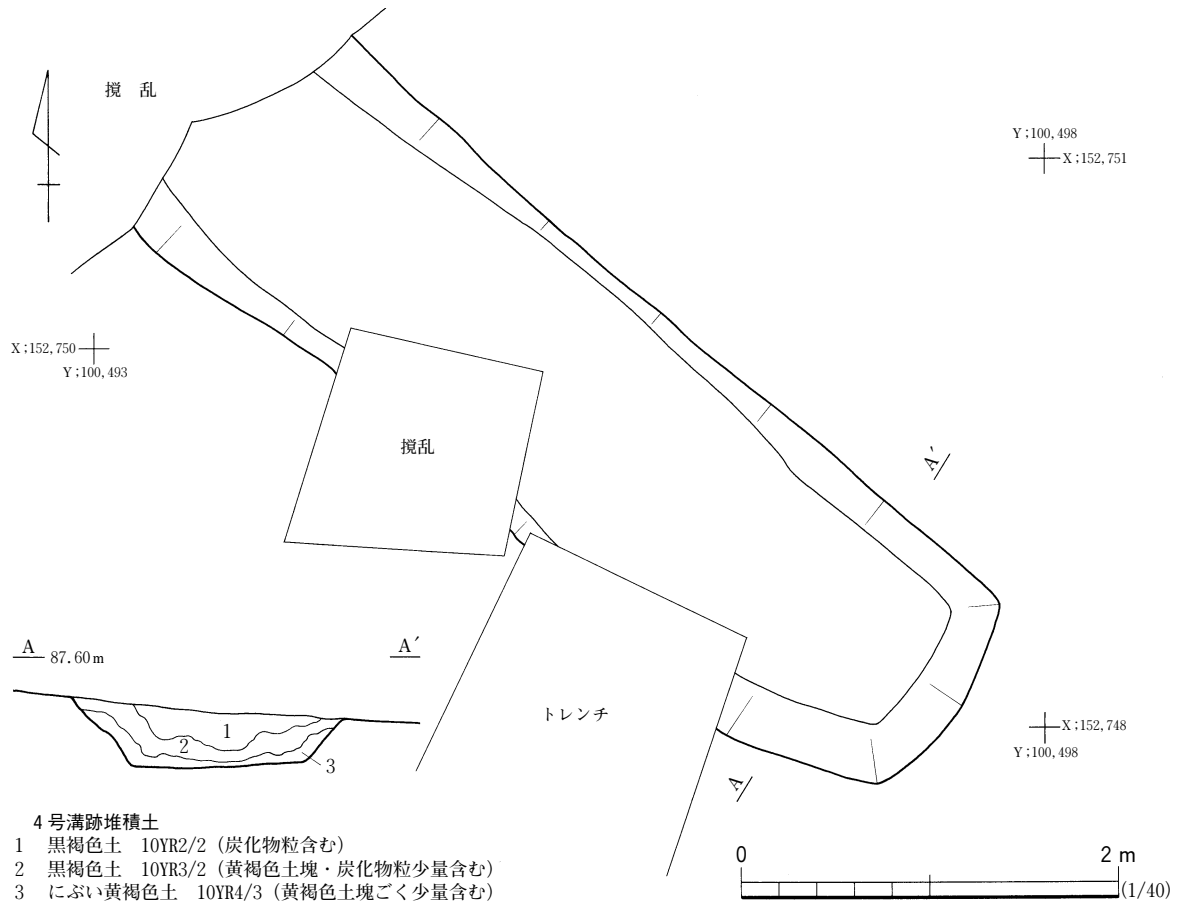 撹　乱
Y;100,498
X;152,751
X;152,750
Y;100,493
撹乱
A′
A
87.60m
A′
トレンチ
1
2
3
X;152,748
Y;100,498
A
4号溝跡堆積土
1　黒褐色土　10YR2/2（炭化物粒含む）
2　黒褐色土　10YR3/2（黄褐色土塊・炭化物粒少量含む）
3　にぶい黄褐色土　10YR4/3（黄褐色土塊ごく少量含む）
0　2 m
(1/40)